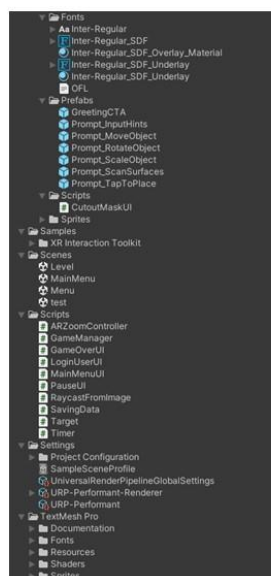 Fonts
Aa Inter-Regular
Inter-Regular_SDF
Inter-Regular_SDF_Overlay_Material
Inter-Regular_SDF_Underlay
Inter-Regular_SDF_Underlay
OFL
Prefabs
GreetingCTA
Prompt_InputHints
Prompt_MoveObject
Prompt_RotateObject
Prompt_ScaleObject
Prompt_ScanSurfaces
Prompt_TapToPlace
Scripts
# CutoutMaskUI
Sprites
Samples
XR Interaction Toolkit
Scenes
Level
MainMenu
Menu
test
Scripts
# ARZoomController
# GameManager
# GameOverUI
# LoginUserUI
# MainMenuUI
# PauseUI
# RaycastFromImage
# SavingData
# Target
# Timer
Settings
Project Configuration
SampleSceneProfile
UniversalRenderPipelineGlobalSettings
URP-Performant-Renderer
URP-Performant
TextMesh Pro
Documentation
Fonts
Resources
Shaders
Sprites